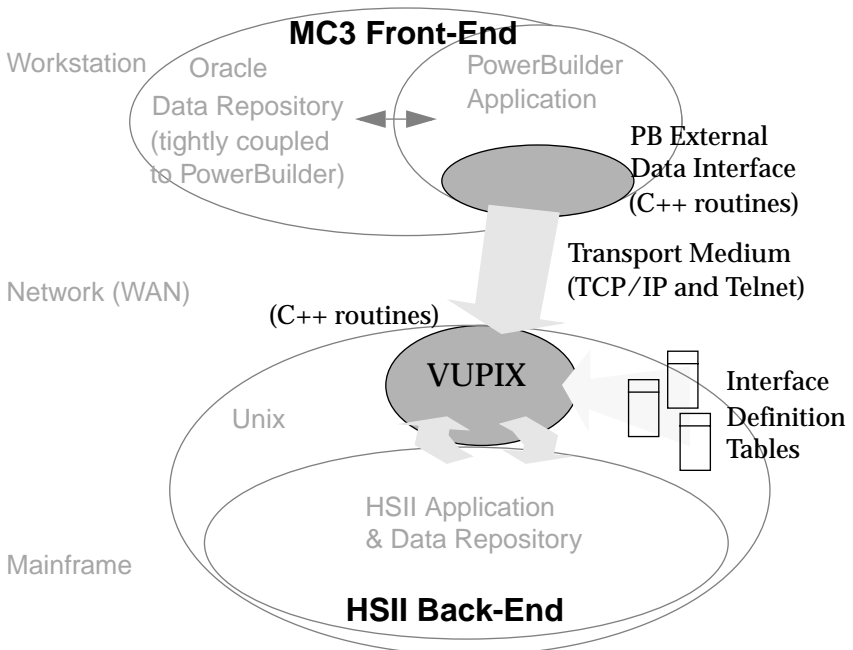 MC3 Front-End
Workstation
Oracle
Data Repository
(tightly coupled
to PowerBuilder)
PowerBuilder
Application
PB External
Data Interface
(C++ routines)
Transport Medium
(TCP/IP and Telnet)
Network (WAN)
(C++ routines)
VUPIX
Interface
Definition
Tables
Unix
HSII Application
& Data Repository
Mainframe
HSII Back-End